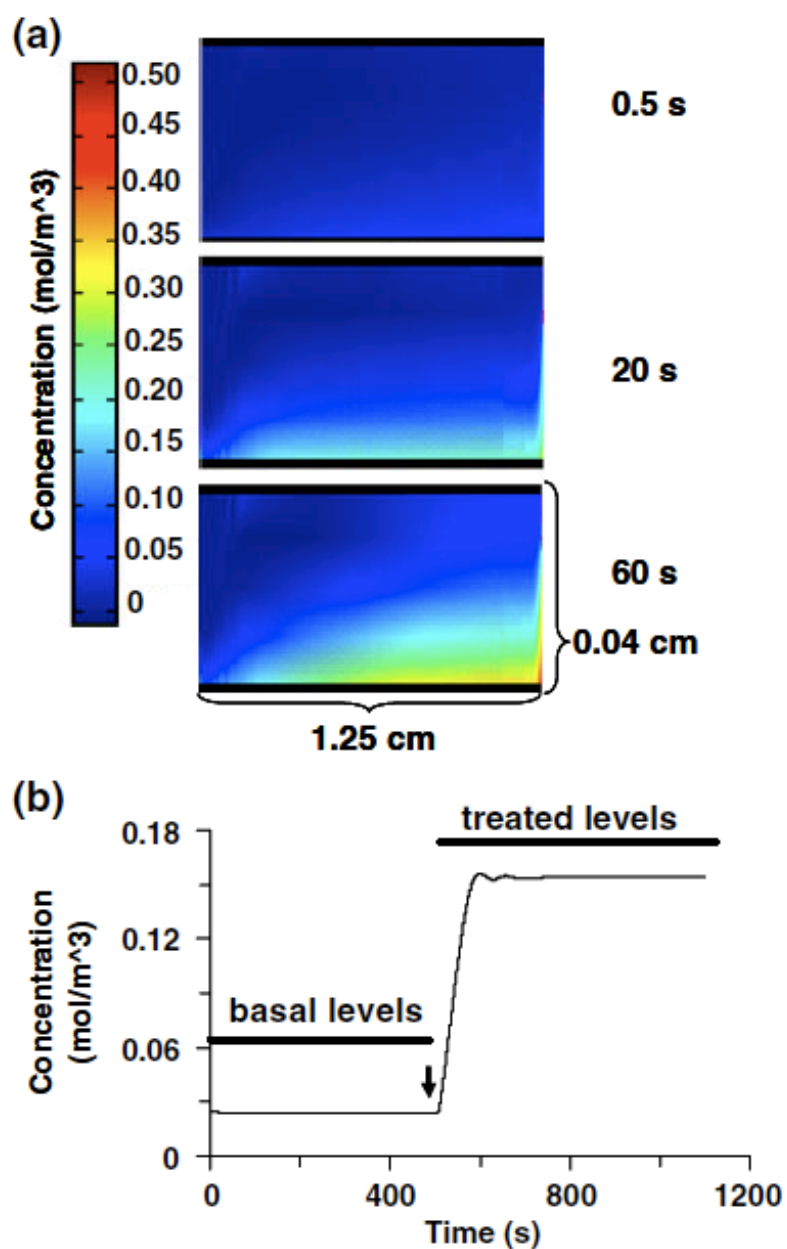 (a)
Concentration (mol/m^3)
0.50
0.45
0.40
0.35
0.30
0.20
0.15
0.10
0.05
0
0.5 s
20 s
60 s
0.04 cm
1.25 cm
(b)
Concentration
(mol/m^3)
0.18
0.12
0.06
0
treated levels
basal levels
0
400
800
1200
Time (s)